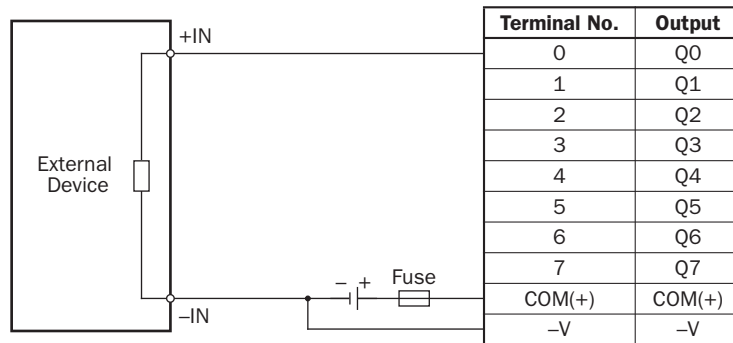 +IN
External
Device
– +
Fuse
–IN
Terminal No. Output
0 Q0
1 Q1
2 Q2
3 Q3
4 Q4
5 Q5
6 Q6
7 Q7
COM(+) COM(+)
–V –V